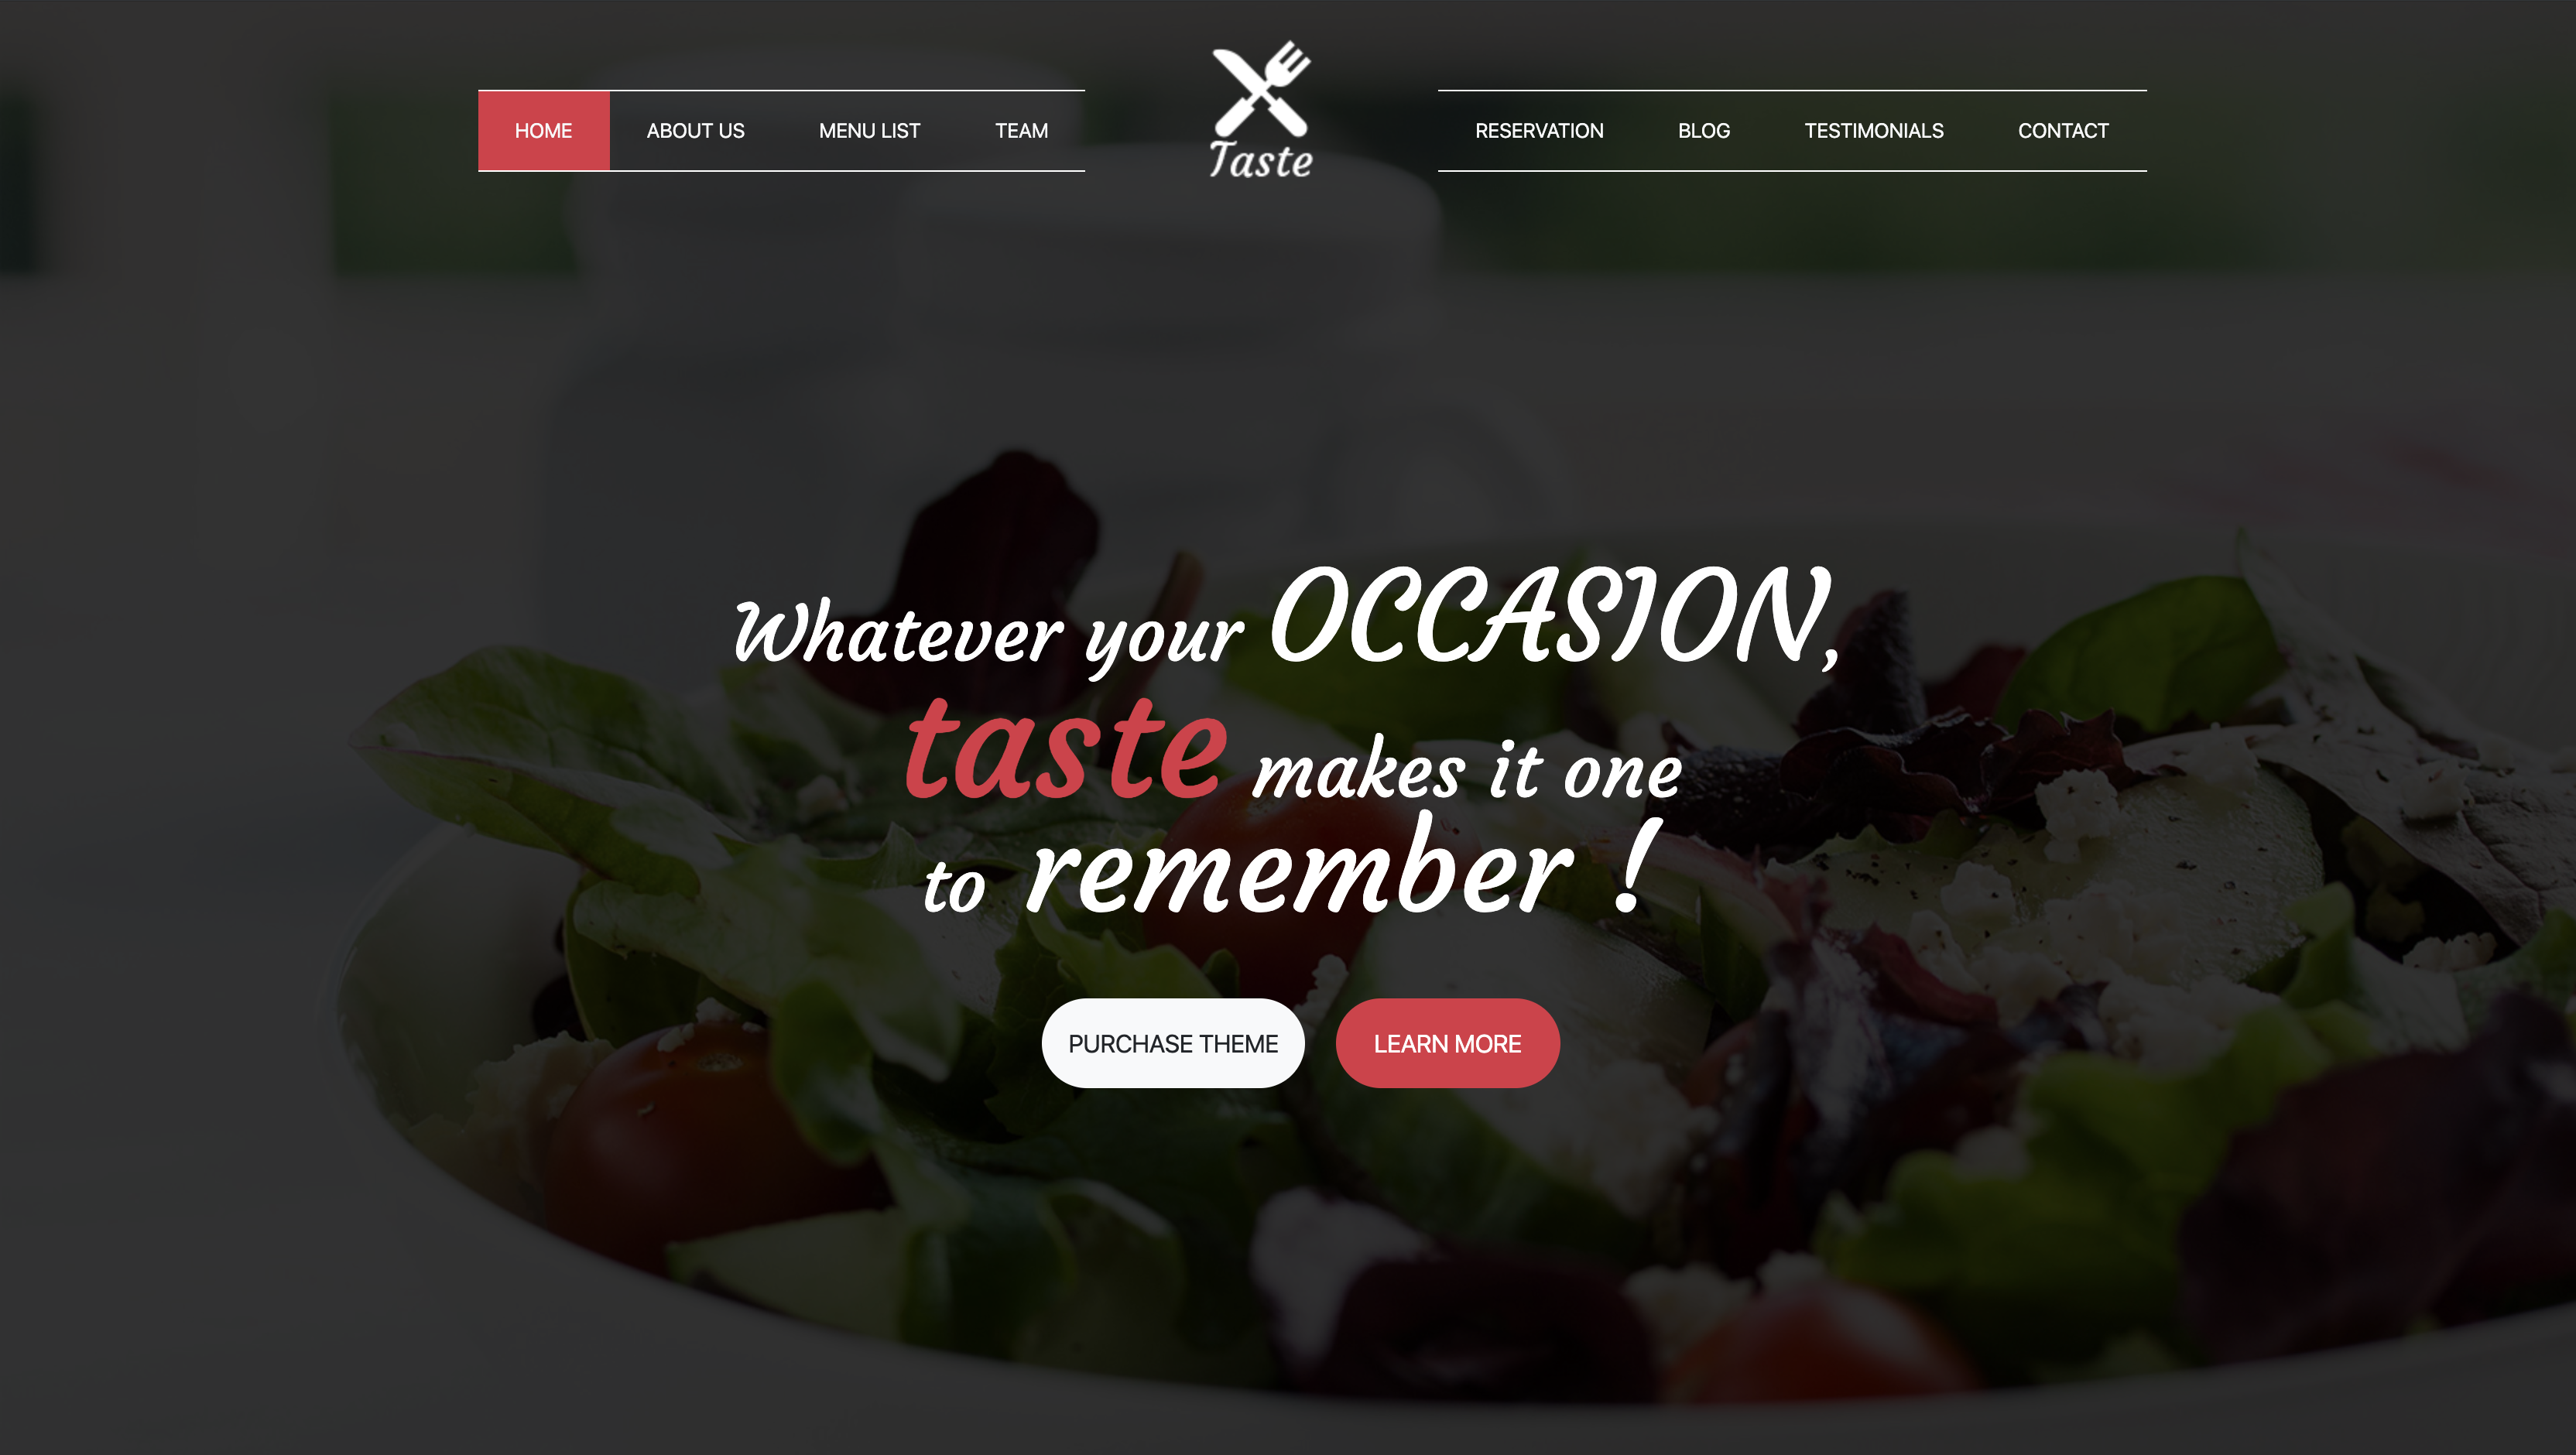 HOME ABOUT US MENU LIST TEAM
Taste
RESERVATION BLOG TESTIMONIALS CONTACT
Whatever your OCCASION,
taste makes it one
to remember !
PURCHASE THEME LEARN MORE